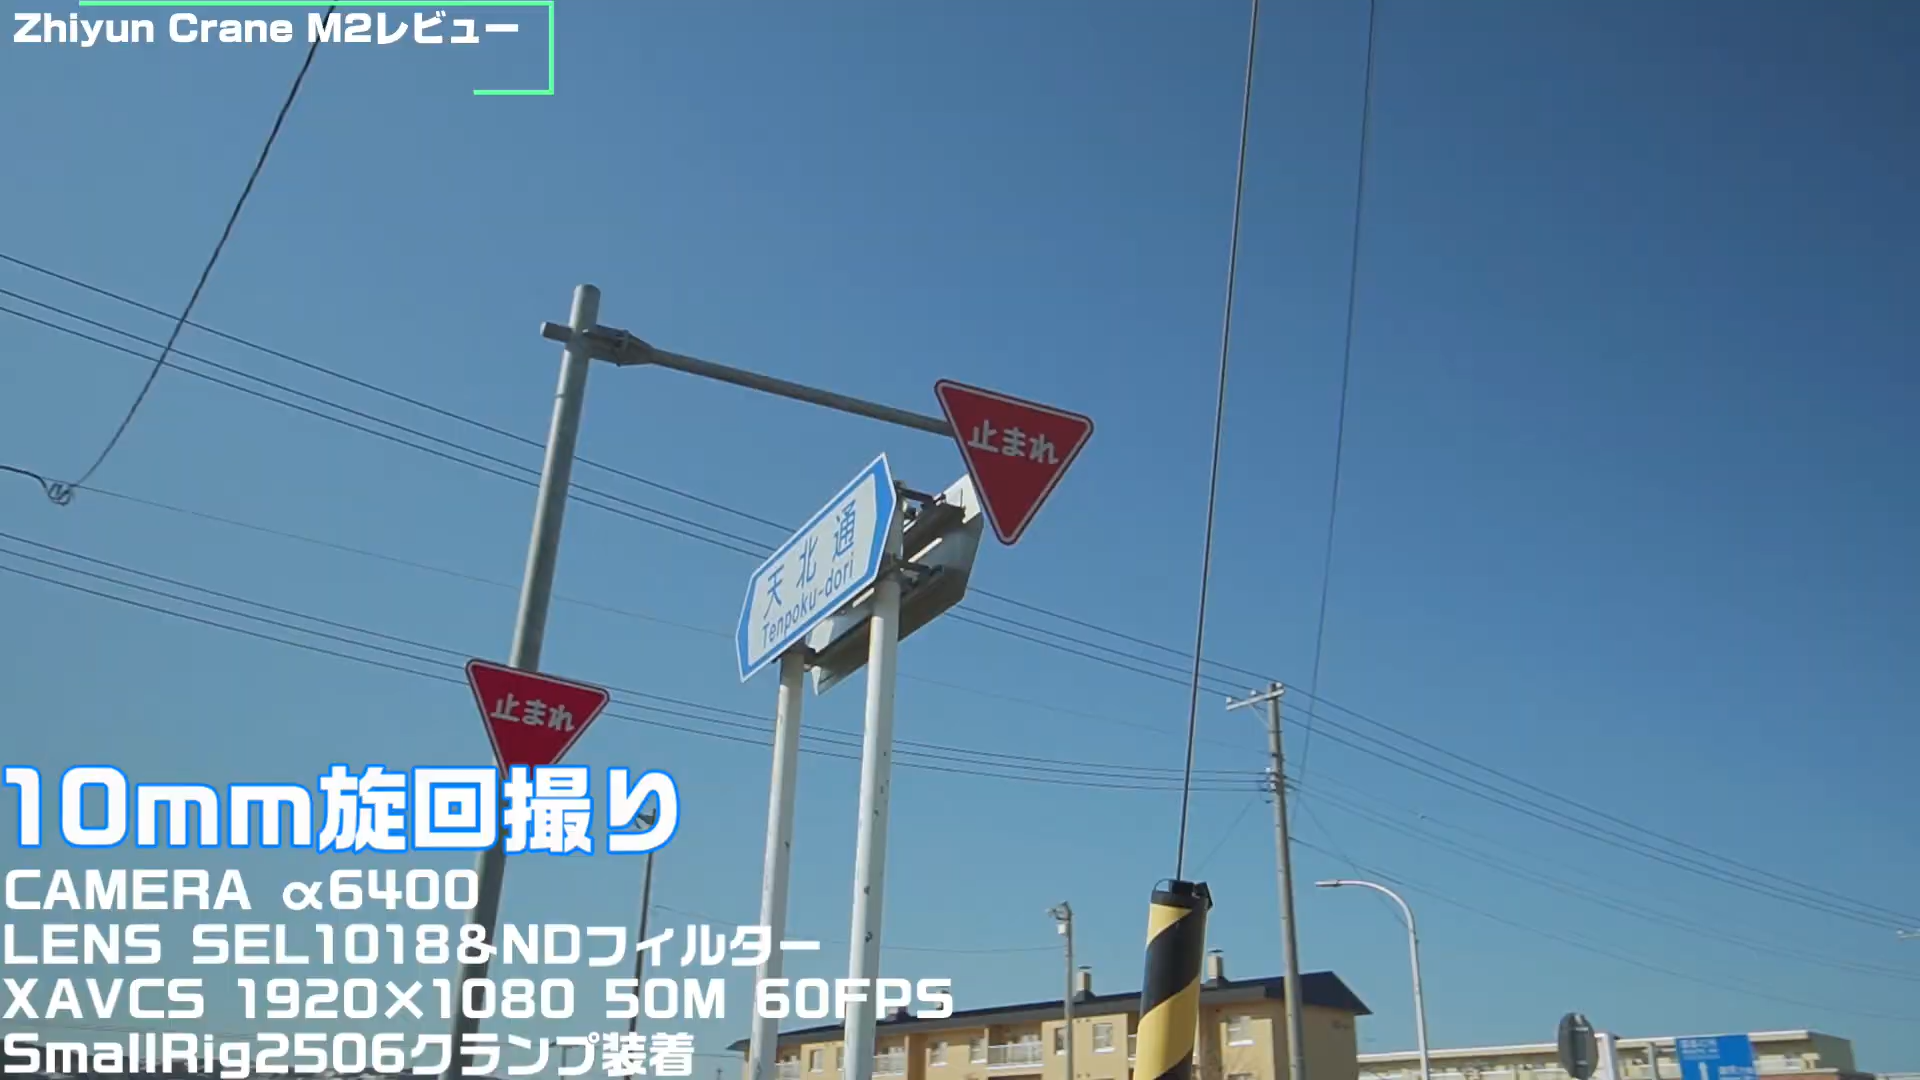 Zhiyun Crane M2レビュー
止まれ
天北通
Tenpoku-dori
止まれ
10mm旋回撮り
CAMERA α6400
LENS SEL1018&NDフィルター
XAVCS 1920×1080 50M 60FPS
SmallRig2506クランプ装着